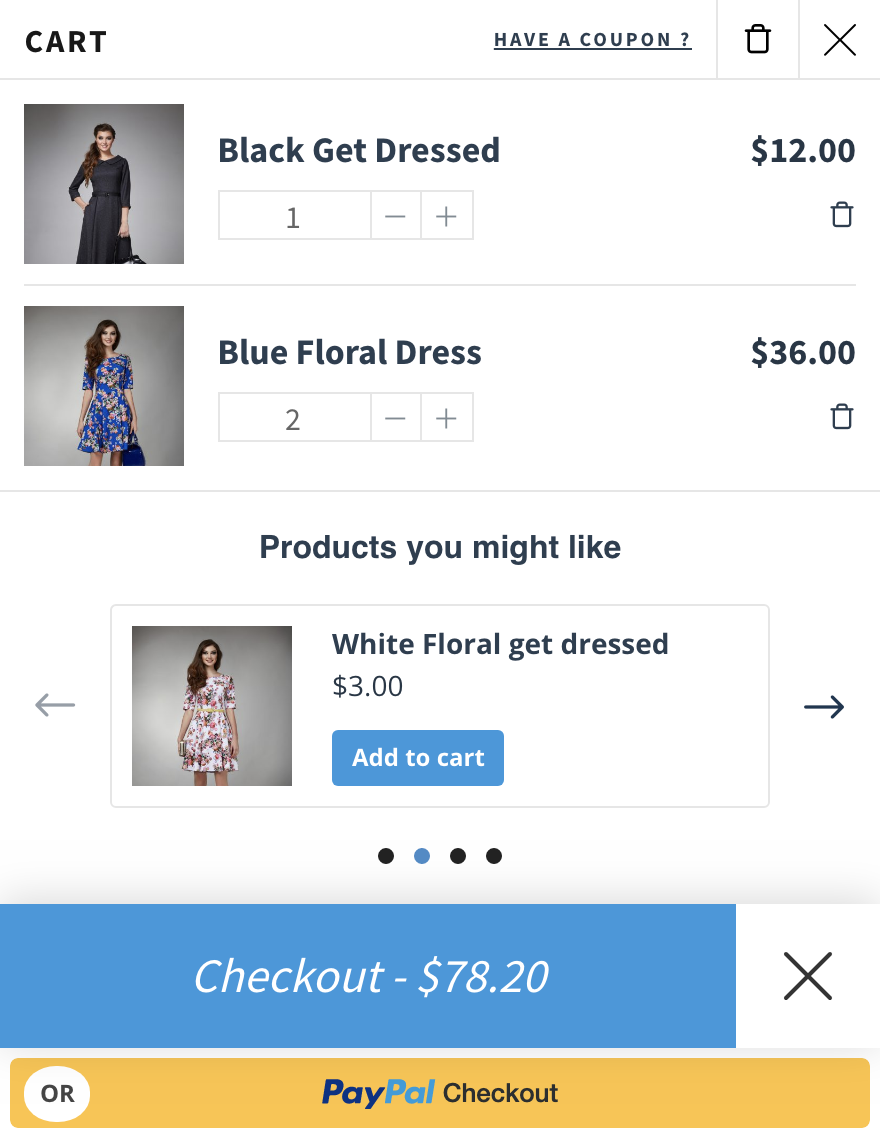 CART
HAVE A COUPON ?
Black Get Dressed
$12.00
1
Blue Floral Dress
$36.00
2
Products you might like
White Floral get dressed
$3.00
Add to cart
Checkout - $78.20
OR
PayPal Checkout